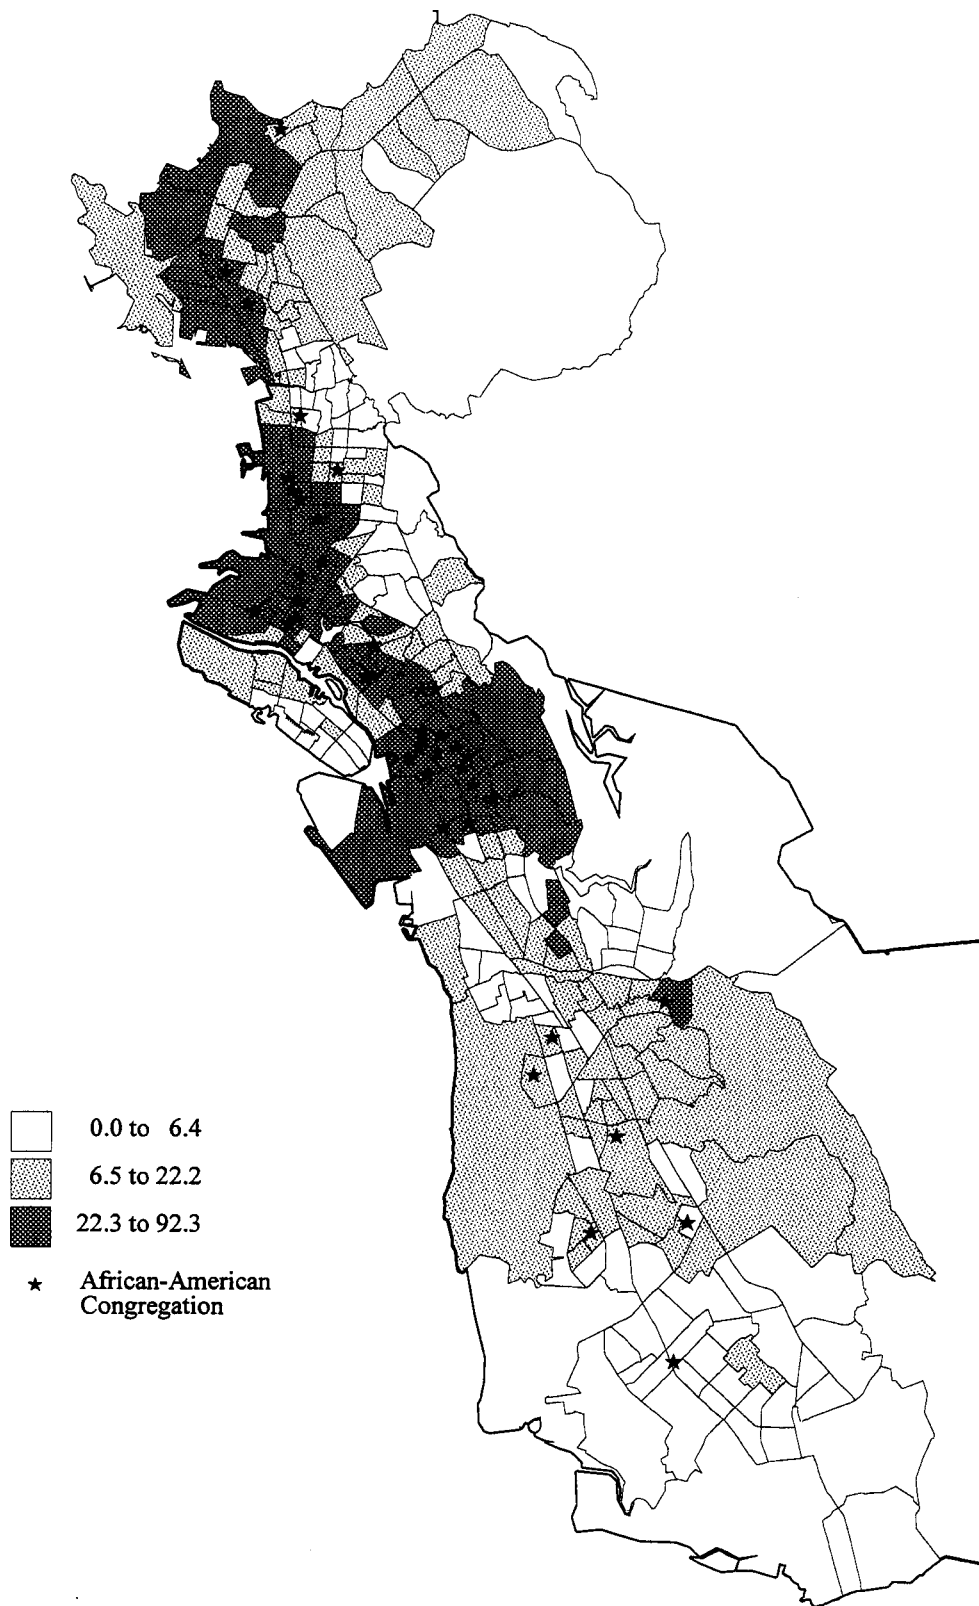 0.0 to 6.4
6.5 to 22.2
22.3 to 92.3
African-American
Congregation